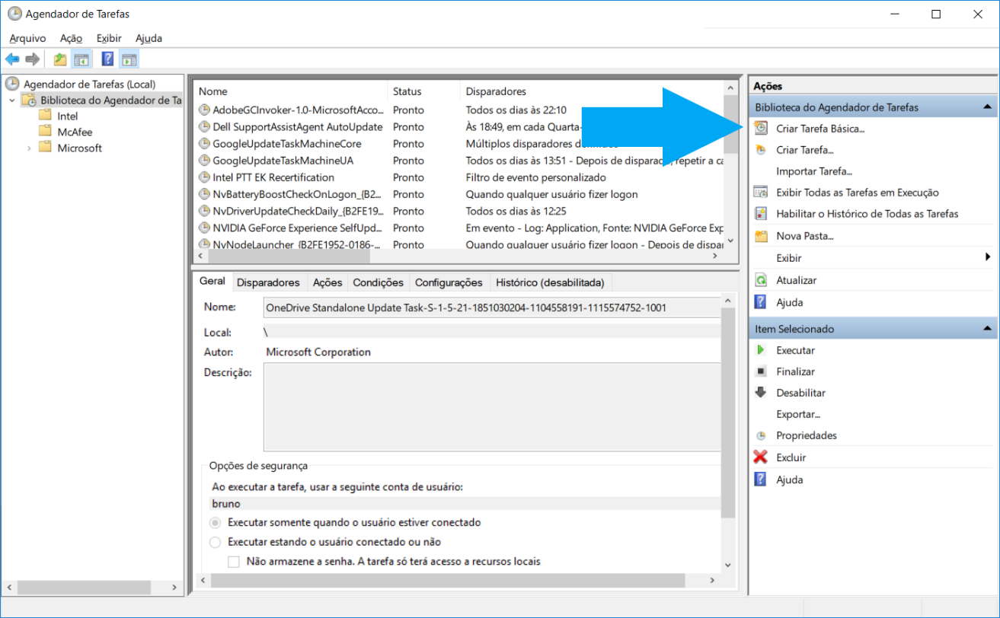 Agendador de Tarefas
Arquivo Ação Exibir Ajuda
Agendador de Tarefas (Local)
Biblioteca do Agendador de Ta
Intel
McAfee
Microsoft
Nome Status Disparadores
AdobeGCInvoker-1.0-MicrosoftAcco... Pronto Todos os dias às 22:10
Dell SupportAssistAgent AutoUpdate Pronto Às 18:49, em cada Quarta-
GoogleUpdateTaskMachineCore Pronto Múltiplos disparadores
GoogleUpdateTaskMachineUA Pronto Todos os dias às 13:51 - Depois de disparado, repetir a ca
Intel PTT EK Recertification Pronto Filtro de evento personalizado
NvBatteryBoostCheckOnLogon_{B2... Pronto Quando qualquer usuário fizer logon
NvDriverUpdateCheckDaily_{B2FE19... Pronto Todos os dias às 12:25
NVIDIA GeForce Experience SelfUpd... Pronto Em evento - Log: Application, Fonte: NVIDIA GeForce Exp
NvNodeLauncher_{B2FE1952-0186-... Pronto Quando qualquer usuário fizer logon - Depois de dispar
Geral Disparadores Ações Condições Configurações Histórico (desabilitada)
Nome: OneDrive Standalone Update Task-S-1-5-21-1851030204-1104558191-1115574752-1001
Local: \
Autor: Microsoft Corporation
Descrição:
Opções de segurança
Ao executar a tarefa, usar a seguinte conta de usuário:
bruno
Executar somente quando o usuário estiver conectado
Executar estando o usuário conectado ou não
Não armazene a senha. A tarefa só terá acesso a recursos locais
Ações
Biblioteca do Agendador de Tarefas
Criar Tarefa Básica...
Criar Tarefa...
Importar Tarefa...
Exibir Todas as Tarefas em Execução
Habilitar o Histórico de Todas as Tarefas
Nova Pasta...
Exibir
Atualizar
Ajuda
Item Selecionado
Executar
Finalizar
Desabilitar
Exportar...
Propriedades
Excluir
Ajuda